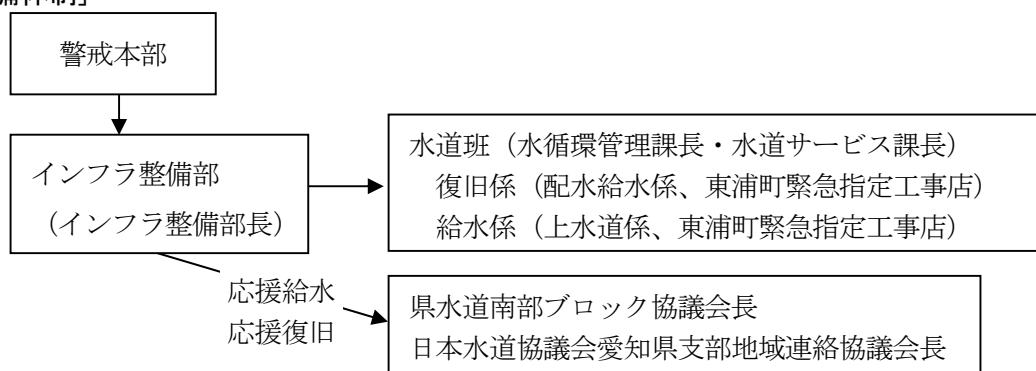 警戒本部
インフラ整備部
（インフラ整備部長）
水道班（水循環管理課長・水道サービス課長）
復旧係（配水給水係、東浦町緊急指定工事店）
給水係（上水道係、東浦町緊急指定工事店）
応援給水
応援復旧
県水道南部ブロック協議会長
日本水道協議会愛知県支部地域連絡協議会長